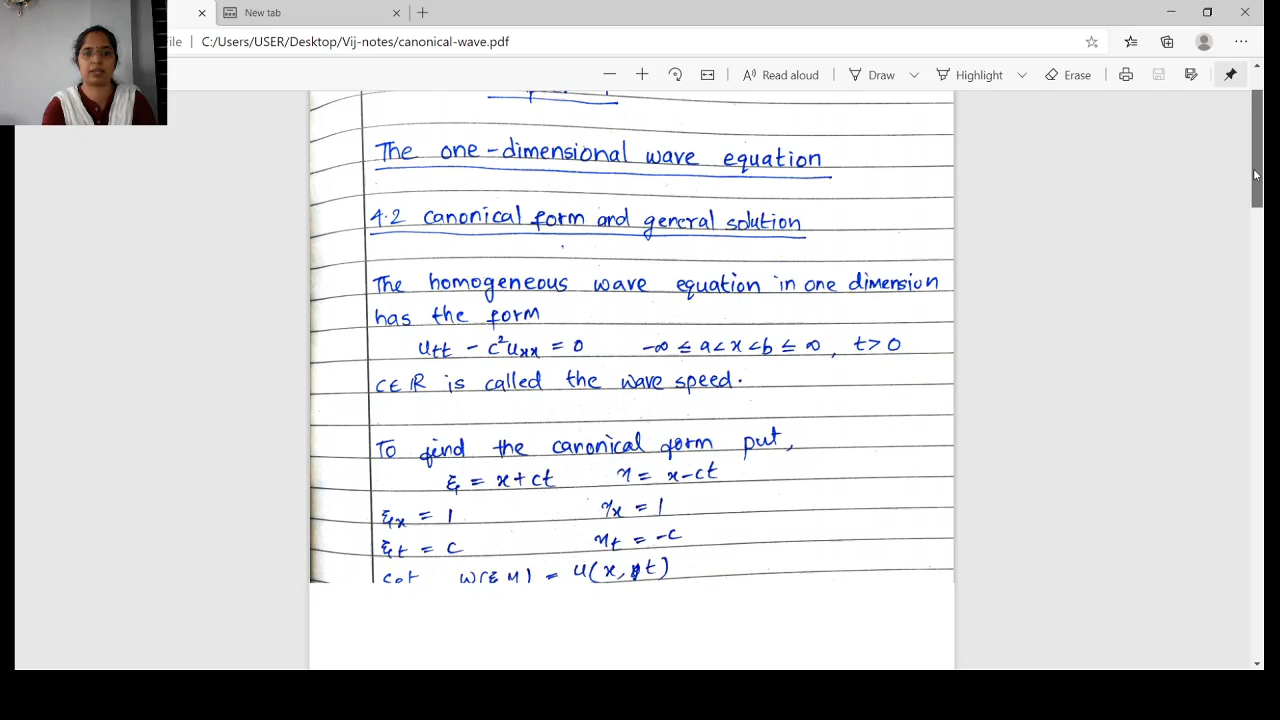 New tab
ile C:/Users/USER/Desktop/Vij-notes/canonical-wave.pdf
Read aloud Draw Highlight Erase
The one-dimensional wave equation
4.2 canonical form and general solution
The homogeneous wave equation in one dimension
has the form
utt - c²uxx = 0 -∞ ≤ a < x < b ≤ ∞, t > 0
c ∈ ℝ is called the wave speed.
To find the canonical form put,
ξ = x+ct η = x-ct
ξx = 1 ηx = 1
ξt = c ηt = -c
w(ξ,η) = u(x, t)